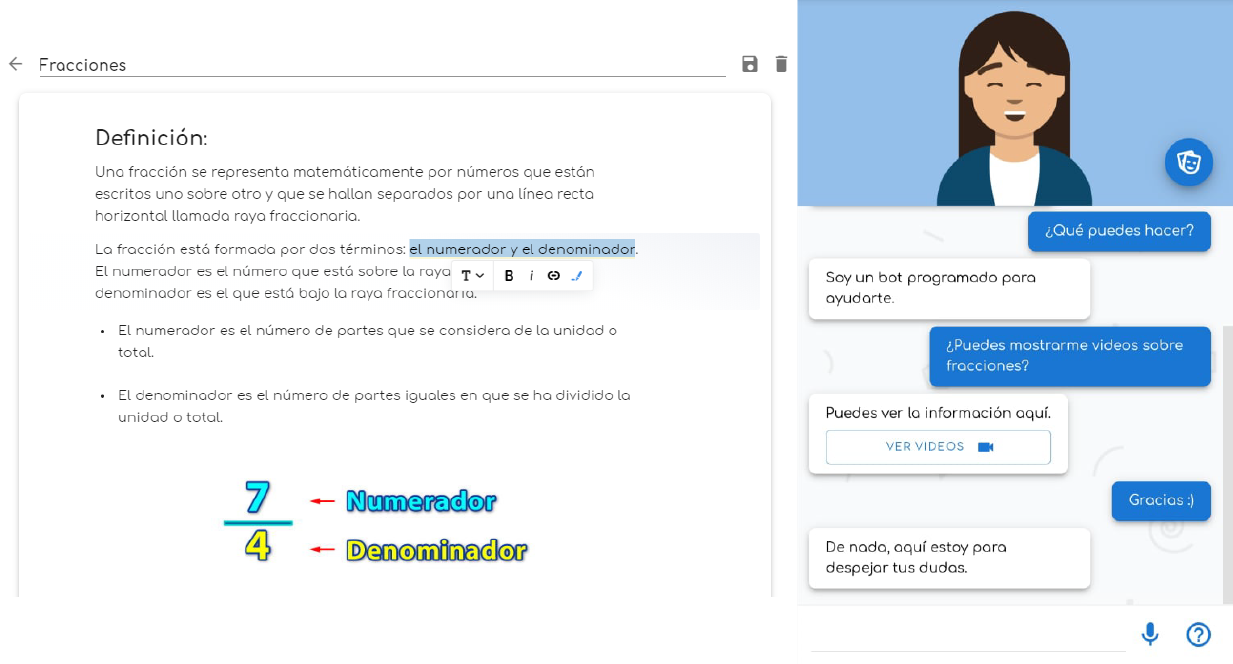 Fracciones
Definición:
Una fracción se representa matemáticamente por números que están
escritos uno sobre otro y que se hallan separados por una línea recta
horizontal llamada raya fraccionaria.
La fracción está formada por dos términos: el numerador y el denominador.
El numerador es el número que está sobre la raya
denominador es el que está bajo la raya fraccionaria.
T B i
• El numerador es el número de partes que se considera de la unidad o
total.
• El denominador es el número de partes iguales en que se ha dividido la
unidad o total.
7 Numerador
4 Denominador
¿Qué puedes hacer?
Soy un bot programado para
ayudarte.
¿Puedes mostrarme videos sobre
fracciones?
Puedes ver la información aquí.
VER VIDEOS
Gracias :)
De nada, aquí estoy para
despejar tus dudas.